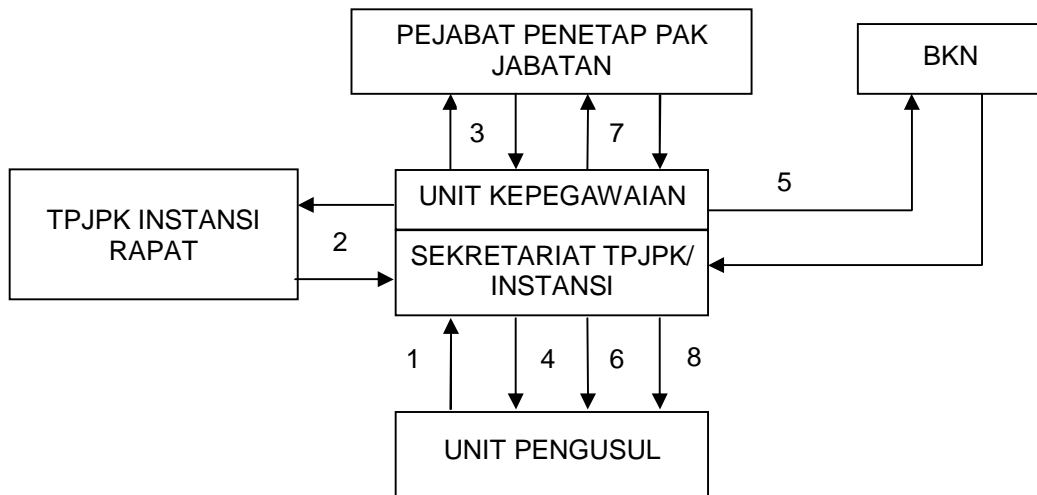 PEJABAT PENETAP PAK
JABATAN
BKN
3
7
UNIT KEPEGAWAIAN
5
TPJPK INSTANSI
RAPAT
2
SEKRETARIAT TPJPK/
INSTANSI
1
4
6
8
UNIT PENGUSUL